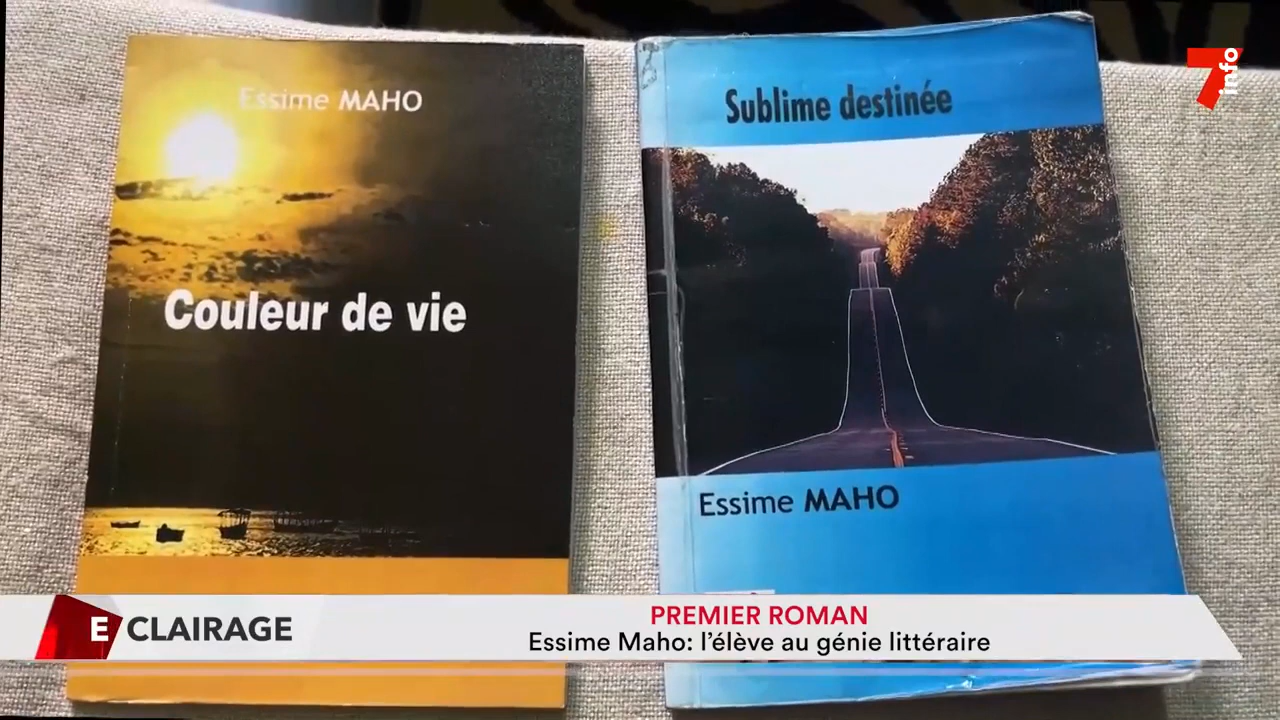 Essime MAHO
Couleur de vie
Sublime destinée
Essime MAHO
7info
ECLAIRAGE
PREMIER ROMAN
Essime Maho: l'élève au génie littéraire